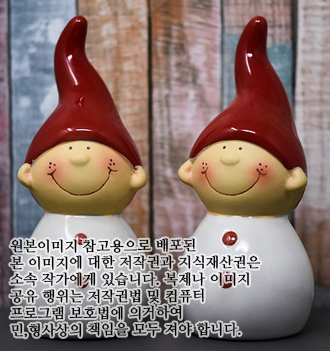 원본이미지 참고용으로 배포된
본 이미지에 대한 저작권과 지식재산권은
소속 작가에게 있습니다. 복제나 이미지
공유 행위는 저작권법 및 컴퓨터
프로그램 보호법에 의거하여
민,형사상의 책임을 모두 져야 합니다.